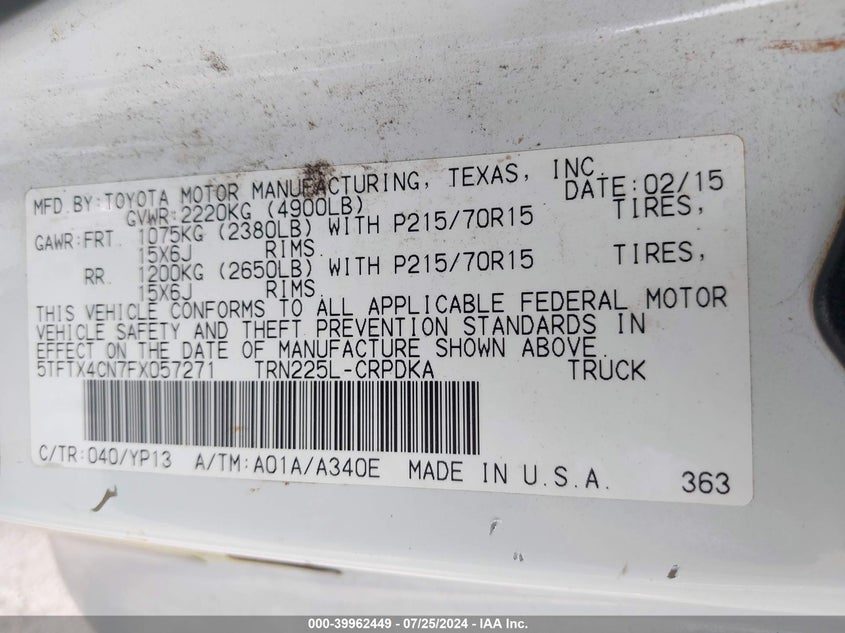 MFD.BY:TOYOTA MOTOR MANUFACTURING, TEXAS, INC.
DATE:02/15
GVWR:2220KG (4900LB)
GAWR:FRT. 1075KG (2380LB) WITH P215/70R15 TIRES,
15X6J RIMS.
RR. 1200KG (2650LB) WITH P215/70R15 TIRES,
15X6J RIMS.
THIS VEHICLE CONFORMS TO ALL APPLICABLE FEDERAL MOTOR
VEHICLE SAFETY AND THEFT PREVENTION STANDARDS IN
EFFECT ON THE DATE OF MANUFACTURE SHOWN ABOVE.
5TFTX4CN7FX057271 TRN225L-CRPDKA TRUCK
C/TR:040/YP13 A/TM:A01A/A340E MADE IN U.S.A.
363
000-39962449 - 07/25/2024 - IAA Inc.